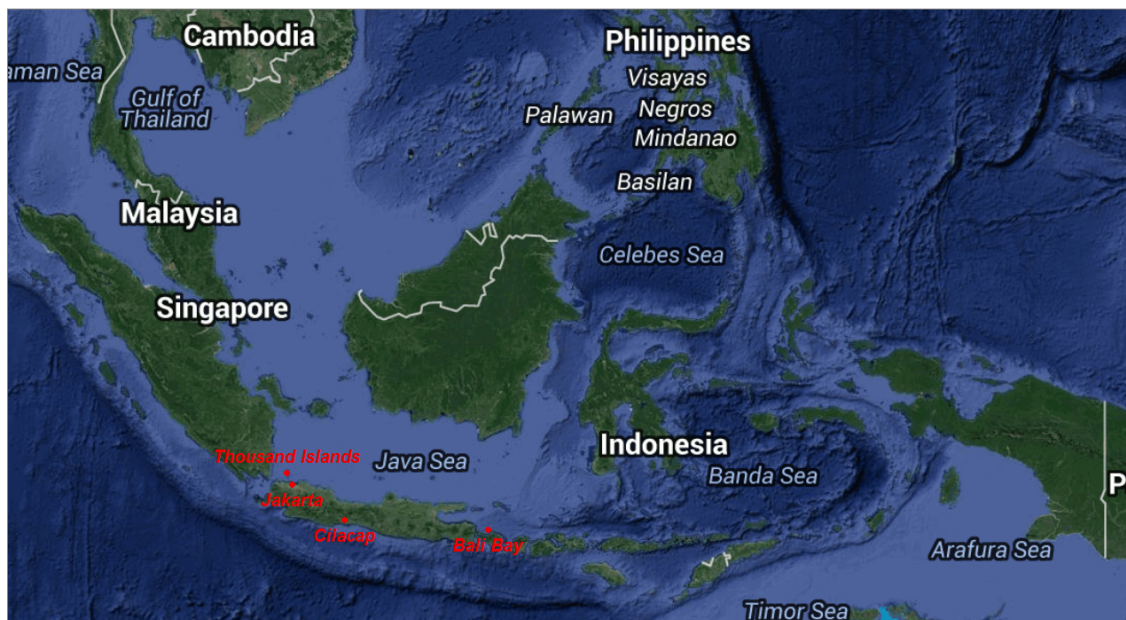 Cambodia
Philippines
aman Sea
Visayas
Gulf of
Thailand
Palawan
Negros
Mindanao
Basilan
Malaysia
Celebes Sea
Singapore
Indonesia
Thousand Islands
Java Sea
Banda Sea
P
Jakarta
Cilacap
Bali Bay
Arafura Sea
Timor Sea